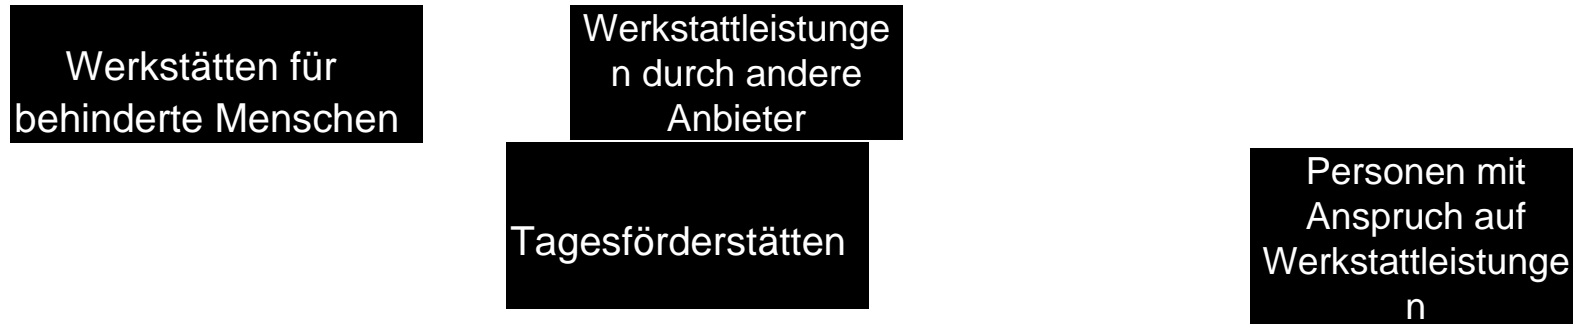 Werkstätten für
behinderte Menschen
Werkstattleistunge
n durch andere
Anbieter
Tagesförderstätten
Personen mit
Anspruch auf
Werkstattleistunge
n